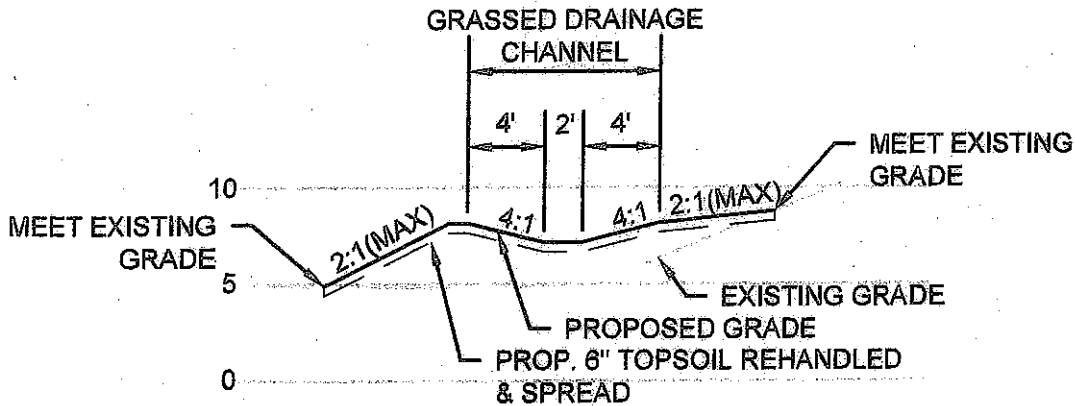 GRASSED DRAINAGE
CHANNEL
4'
2'
4'
MEET EXISTING
GRADE
10
2:1(MAX)
4:1
4:1
2:1(MAX)
MEET EXISTING
GRADE
5
EXISTING GRADE
PROPOSED GRADE
PROP. 6" TOPSOIL REHANDLED
& SPREAD
0